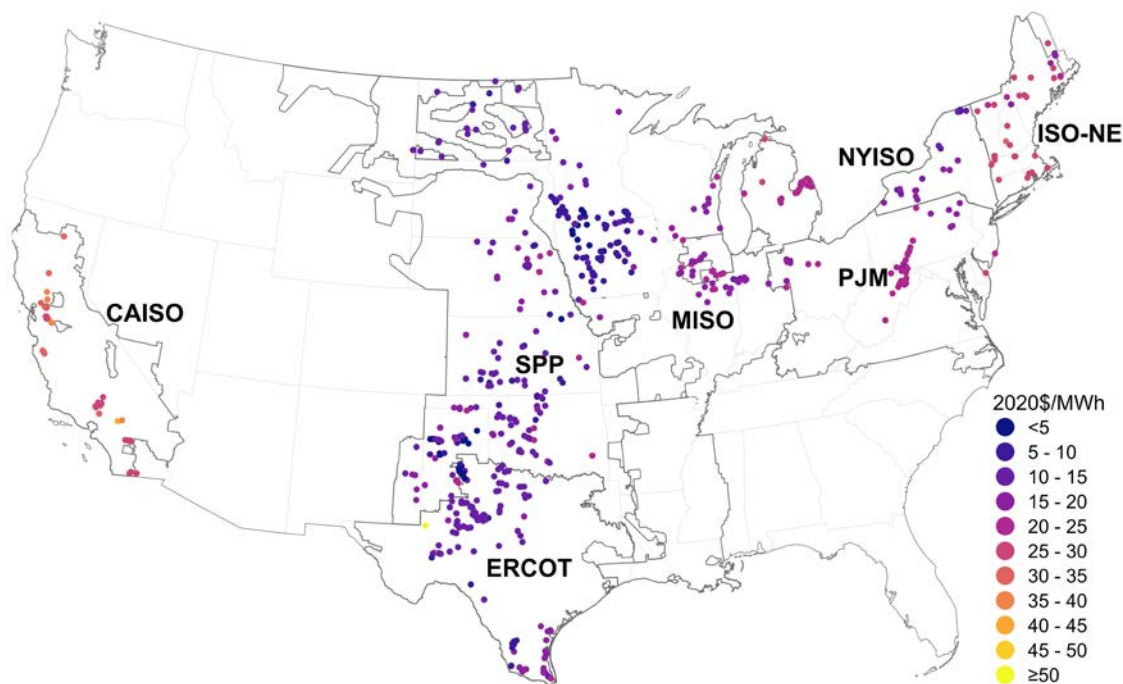 ISO-NE
NYISO
PJM
CAISO
MISO
SPP
ERCOT
2020$/MWh
<5
5 - 10
10 - 15
15 - 20
20 - 25
25 - 30
30 - 35
35 - 40
40 - 45
45 - 50
≥50